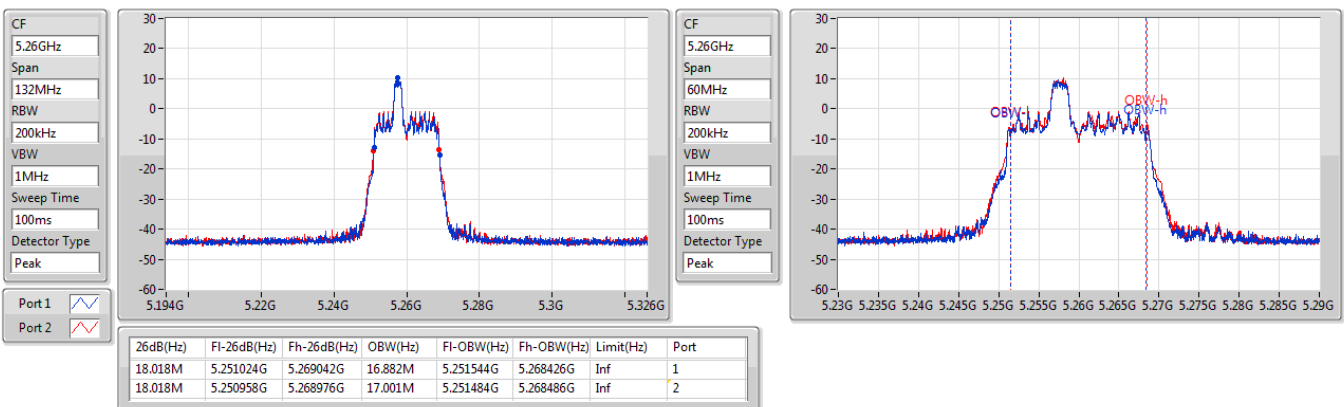 CF
5.26GHz
Span
132MHz
RBW
200kHz
VBW
1MHz
Sweep Time
100ms
Detector Type
Peak
Port 1
Port 2
30
20
10
0
-10
-20
-30
-40
-50
-60
5.194G 5.22G 5.24G 5.26G 5.28G 5.3G 5.326G
CF
5.26GHz
Span
60MHz
RBW
200kHz
VBW
1MHz
Sweep Time
100ms
Detector Type
Peak
30
20
10
0
-10
-20
-30
-40
-50
-60
OBW-h
OBW-h
5.23G 5.235G 5.24G 5.245G 5.25G 5.255G 5.26G 5.265G 5.27G 5.275G 5.28G 5.285G 5.29G
26dB(Hz) Fl-26dB(Hz) Fh-26dB(Hz) OBW(Hz) Fl-OBW(Hz) Fh-OBW(Hz) Limit(Hz) Port
18.018M 5.251024G 5.269042G 16.882M 5.251544G 5.268426G Inf 1
18.018M 5.250958G 5.268976G 17.001M 5.251484G 5.268486G Inf 2